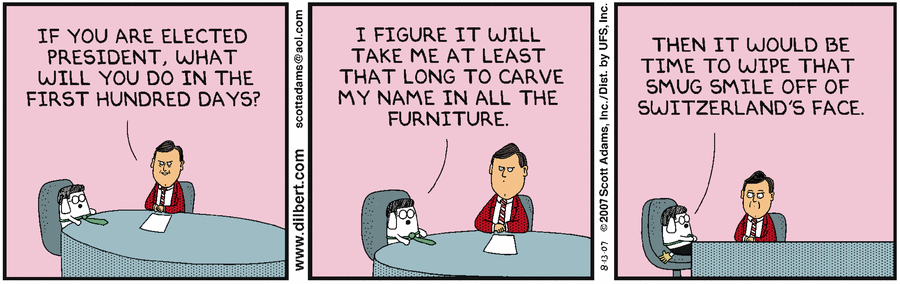 IF YOU ARE ELECTED
PRESIDENT, WHAT
WILL YOU DO IN THE
FIRST HUNDRED DAYS?
www.dilbert.com
scottadams@aol.com
I FIGURE IT WILL
TAKE ME AT LEAST
THAT LONG TO CARVE
MY NAME IN ALL THE
FURNITURE.
8-13-07 ©2007 Scott Adams, Inc./Dist. by UFS, Inc.
THEN IT WOULD BE
TIME TO WIPE THAT
SMUG SMILE OFF OF
SWITZERLAND'S FACE.